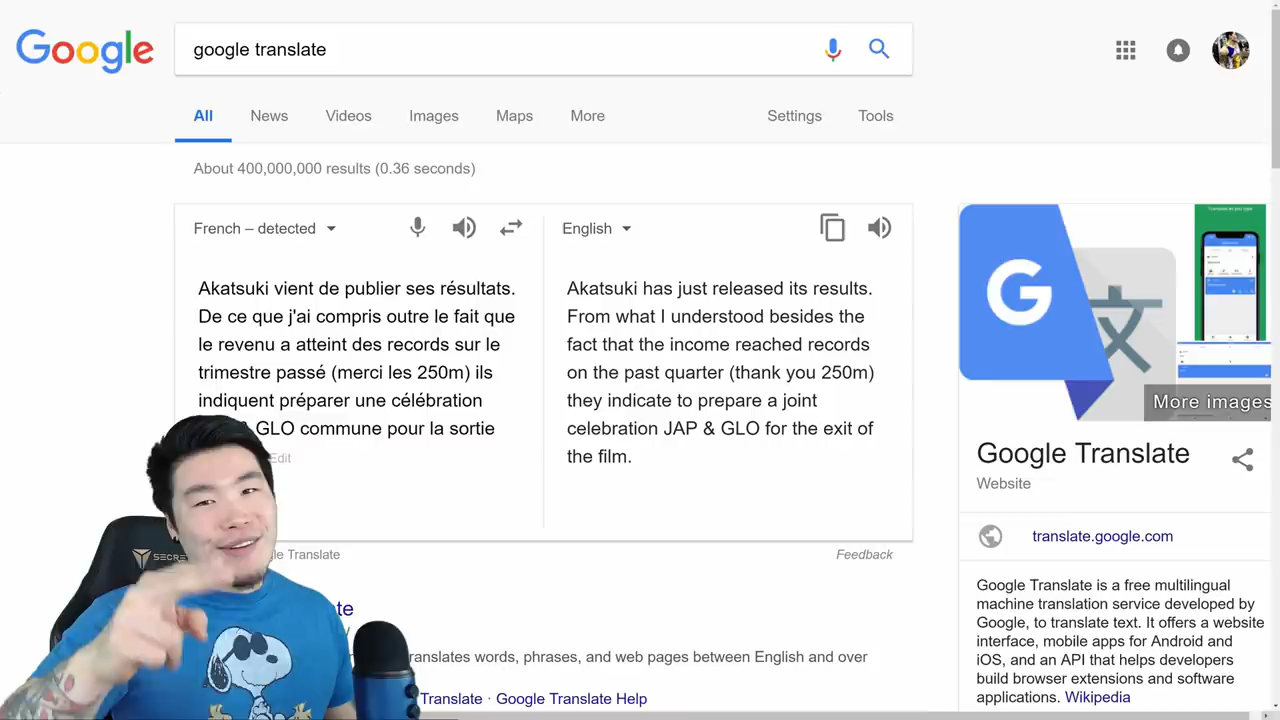 Google
google translate
All News Videos Images Maps More Settings Tools
About 400,000,000 results (0.36 seconds)
French – detected
English
Akatsuki vient de publier ses résultats.
De ce que j'ai compris outre le fait que
le revenu a atteint des records sur le
trimestre passé (merci les 250m) ils
indiquent préparer une célébration
GLO commune pour la sortie
Edit
Akatsuki has just released its results.
From what I understood besides the
fact that the income reached records
on the past quarter (thank you 250m)
they indicate to prepare a joint
celebration JAP & GLO for the exit of
the film.
Translate
Feedback
G
文
More images
Google Translate
Website
translate.google.com
Google Translate is a free multilingual
machine translation service developed by
Google, to translate text. It offers a website
interface, mobile apps for Android and
iOS, and an API that helps developers
build browser extensions and software
applications. Wikipedia
words, phrases, and web pages between English and over
Translate · Google Translate Help
SECRE